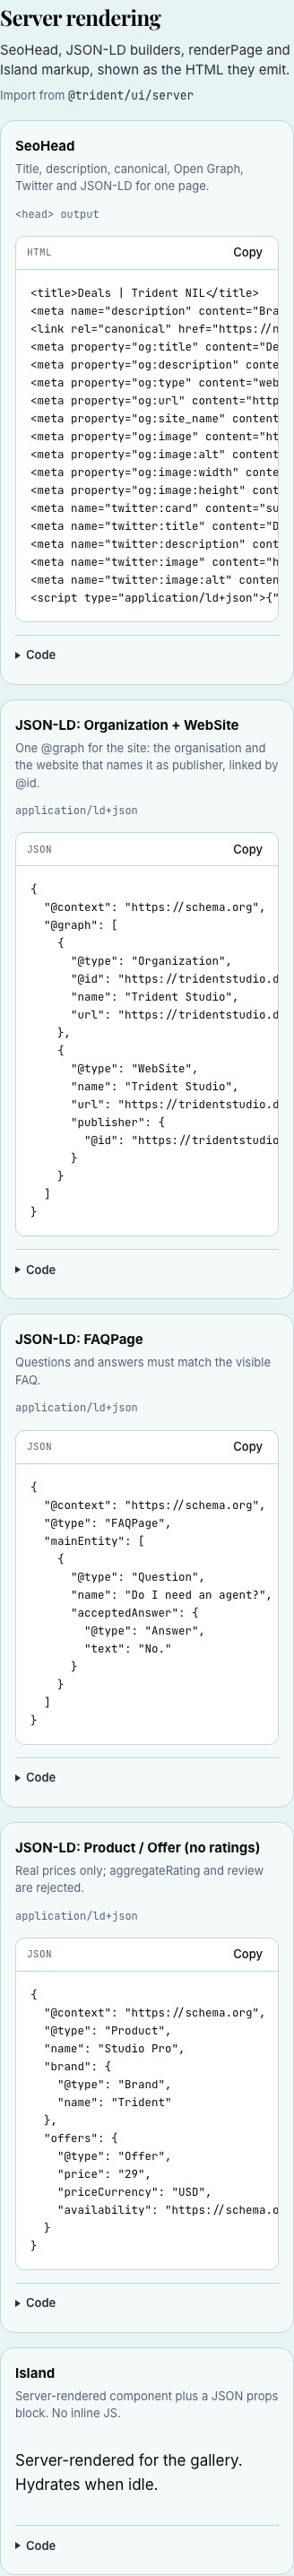 Server rendering
SeoHead, JSON-LD builders, renderPage and
Island markup, shown as the HTML they emit.
Import from @trident/ui/server
SeoHead
Title, description, canonical, Open Graph,
Twitter and JSON-LD for one page.
<head> output
HTML Copy
<title>Deals | Trident NIL</title>
<meta name="description" content="Bra
<link rel="canonical" href="https://n
<meta property="og:title" content="De
<meta property="og:description" conte
<meta property="og:type" content="web
<meta property="og:url" content="http
<meta property="og:site_name" content
<meta property="og:image" content="ht
<meta property="og:image:alt" content
<meta property="og:image:width" conte
<meta property="og:image:height" cont
<meta name="twitter:card" content="su
<meta name="twitter:title" content="D
<meta name="twitter:description" cont
<meta name="twitter:image" content="h
<meta name="twitter:image:alt" conten
<script type="application/ld+json">{"
Code
JSON-LD: Organization + WebSite
One @graph for the site: the organisation and
the website that names it as publisher, linked by
@id.
application/ld+json
JSON Copy
{
"@context": "https://schema.org",
"@graph": [
{
"@type": "Organization",
"@id": "https://tridentstudio.d
"name": "Trident Studio",
"url": "https://tridentstudio.d
},
{
"@type": "WebSite",
"name": "Trident Studio",
"url": "https://tridentstudio.d
"publisher": {
"@id": "https://tridentstudio
}
}
]
}
Code
JSON-LD: FAQPage
Questions and answers must match the visible
FAQ.
application/ld+json
JSON Copy
{
"@context": "https://schema.org",
"@type": "FAQPage",
"mainEntity": [
{
"@type": "Question",
"name": "Do I need an agent?",
"acceptedAnswer": {
"@type": "Answer",
"text": "No."
}
}
]
}
Code
JSON-LD: Product / Offer (no ratings)
Real prices only; aggregateRating and review
are rejected.
application/ld+json
JSON Copy
{
"@context": "https://schema.org",
"@type": "Product",
"name": "Studio Pro",
"brand": {
"@type": "Brand",
"name": "Trident"
},
"offers": {
"@type": "Offer",
"price": "29",
"priceCurrency": "USD",
"availability": "https://schema.o
}
}
Code
Island
Server-rendered component plus a JSON props
block. No inline JS.
Server-rendered for the gallery.
Hydrates when idle.
Code